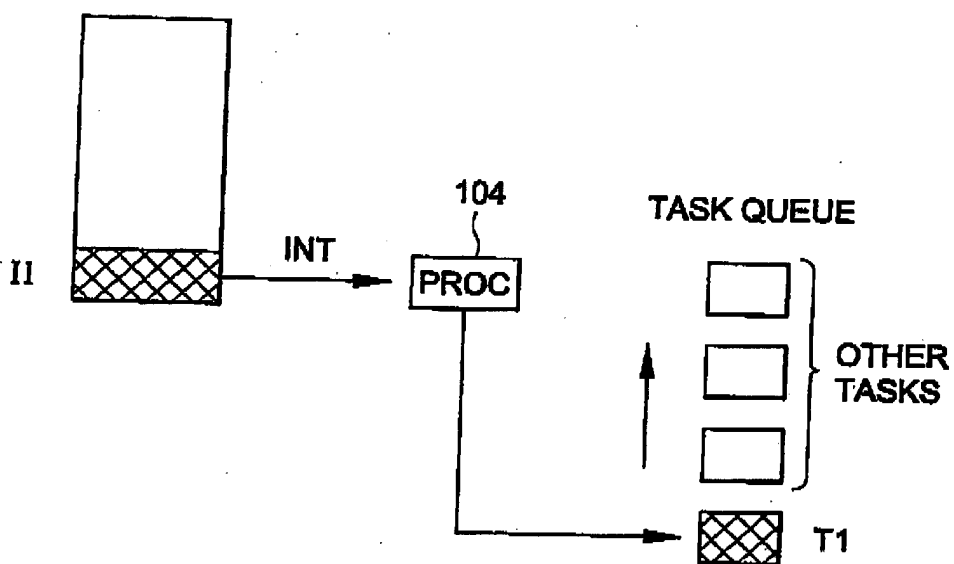 104
TASK QUEUE
II
INT
PROC
OTHER
TASKS
T1